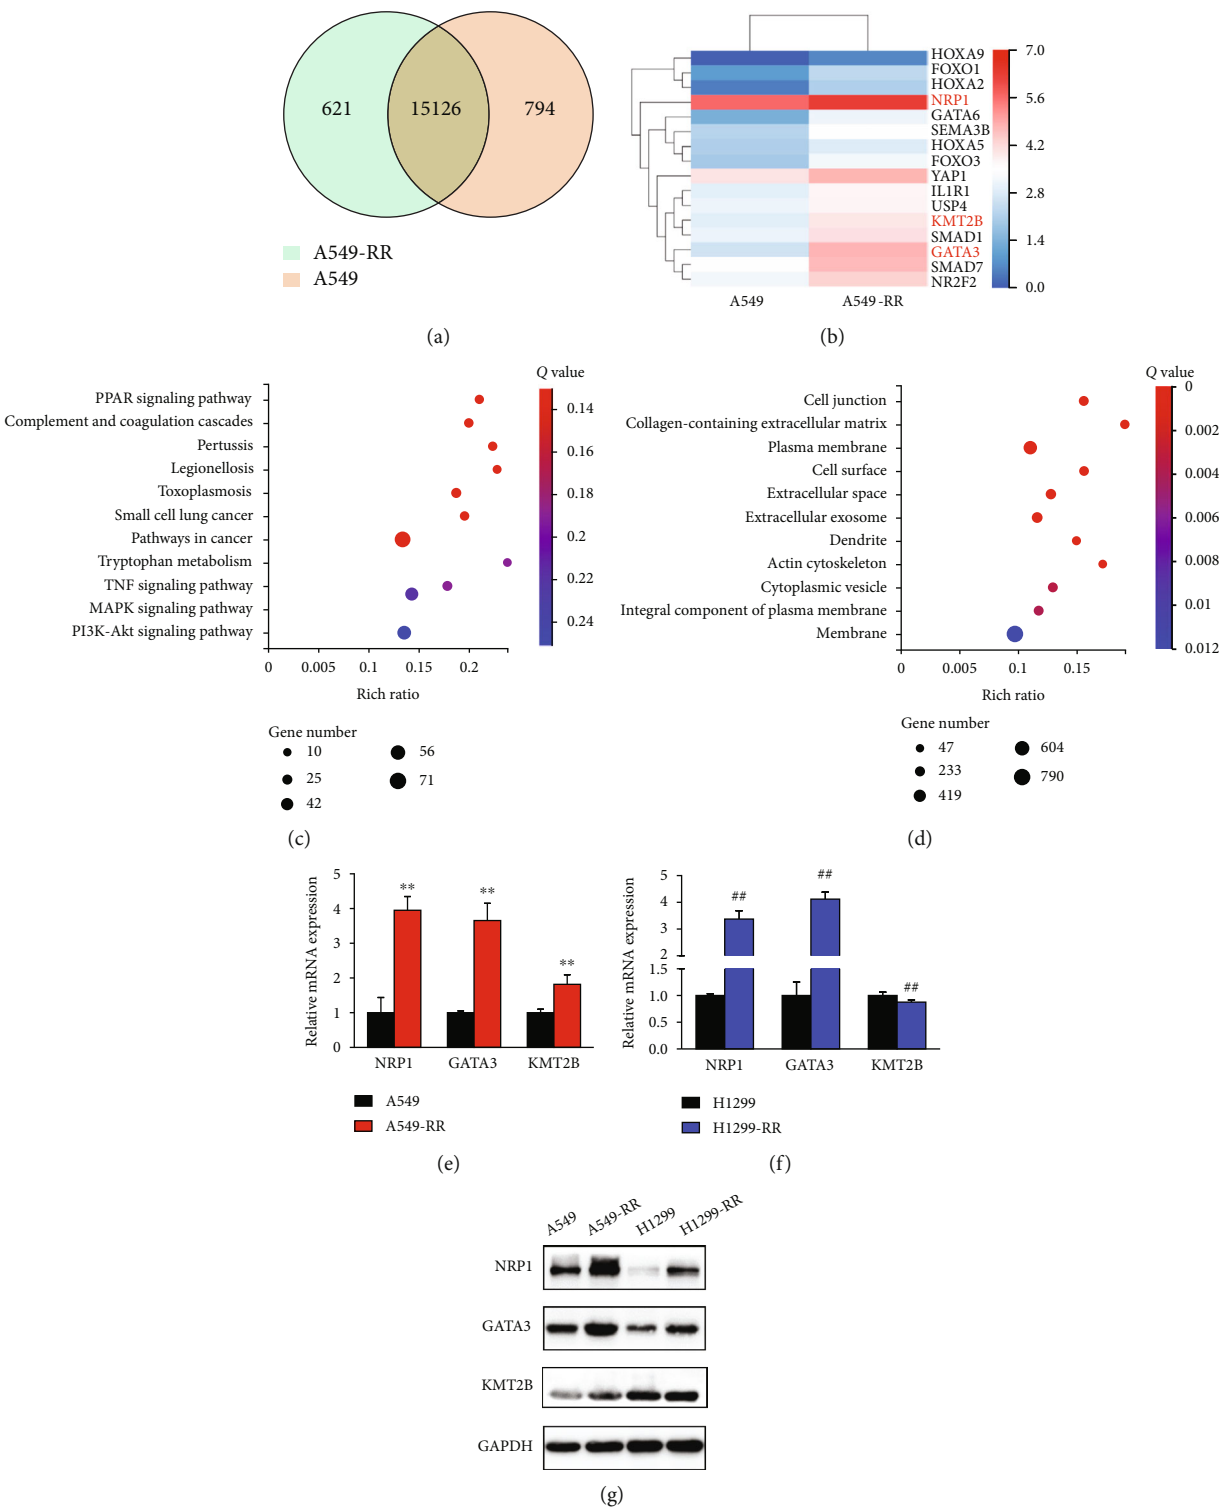 621
15126
794
A549-RR
A549
(a)
HOXA9
FOXO1
HOXA2
NRP1
GATA6
SEMA3B
HOXA5
FOXO3
YAP1
IL1R1
USP4
KMT2B
SMAD1
GATA3
SMAD7
NR2F2
A549
A549-RR
7.0
5.6
4.2
2.8
1.4
0.0
(b)
PPAR signaling pathway
Complement and coagulation cascades
Pertussis
Legionellosis
Toxoplasmosis
Small cell lung cancer
Pathways in cancer
Tryptophan metabolism
TNF signaling pathway
MAPK signaling pathway
PI3K-Akt signaling pathway
0 0.005 0.1 0.15 0.2
Rich ratio
Q value
0.14
0.16
0.18
0.2
0.22
0.24
Gene number
10
25
42
56
71
(c)
Cell junction
Collagen-containing extracellular matrix
Plasma membrane
Cell surface
Extracellular space
Extracellular exosome
Dendrite
Actin cytoskeleton
Cytoplasmic vesicle
Integral component of plasma membrane
Membrane
0 0.005 0.1 0.15
Rich ratio
Q value
0
0.002
0.004
0.006
0.008
0.01
0.012
Gene number
47
233
419
604
790
(d)
Relative mRNA expression
5
4
3
2
1
0
**
**
**
NRP1 GATA3 KMT2B
A549
A549-RR
(e)
Relative mRNA expression
5
4
3
2
1.5
1.0
0.5
0.0
##
##
##
NRP1 GATA3 KMT2B
H1299
H1299-RR
(f)
A549 A549-RR H1299 H1299-RR
NRP1
GATA3
KMT2B
GAPDH
(g)